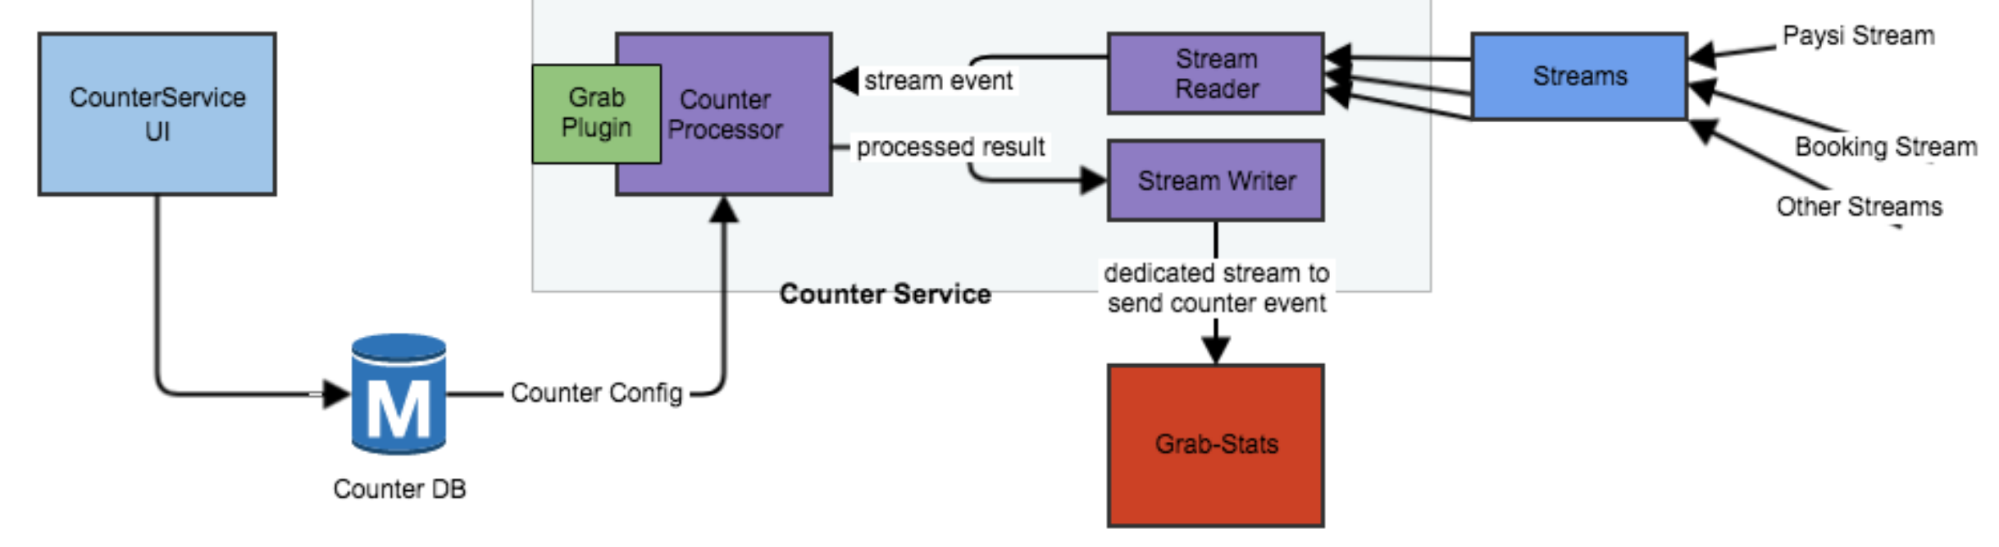 CounterService
UI
Grab
Plugin
Counter
Processor
stream event
processed result
Stream
Reader
Stream Writer
Streams
Paysi Stream
Booking Stream
Other Streams
dedicated stream to
send counter event
Counter Service
M
Counter Config
Counter DB
Grab-Stats